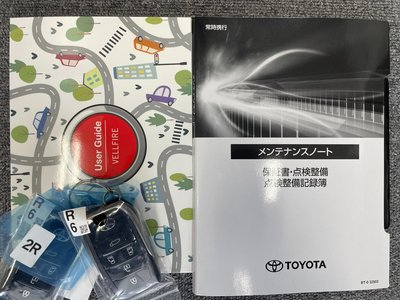 User Guide
VELLFIRE
常時携行
メンテナンスノート
保証書・点検整備
点検整備記録簿
TOYOTA
R
6
2R
R
6